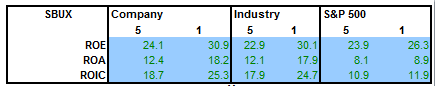 SBUX Company Industry S&P 500
5 1 5 1 5 1
ROE 24.1 30.9 22.9 30.1 23.9 26.3
ROA 12.4 18.2 12.1 17.9 8.1 8.9
ROIC 18.7 25.3 17.9 24.7 10.9 11.9